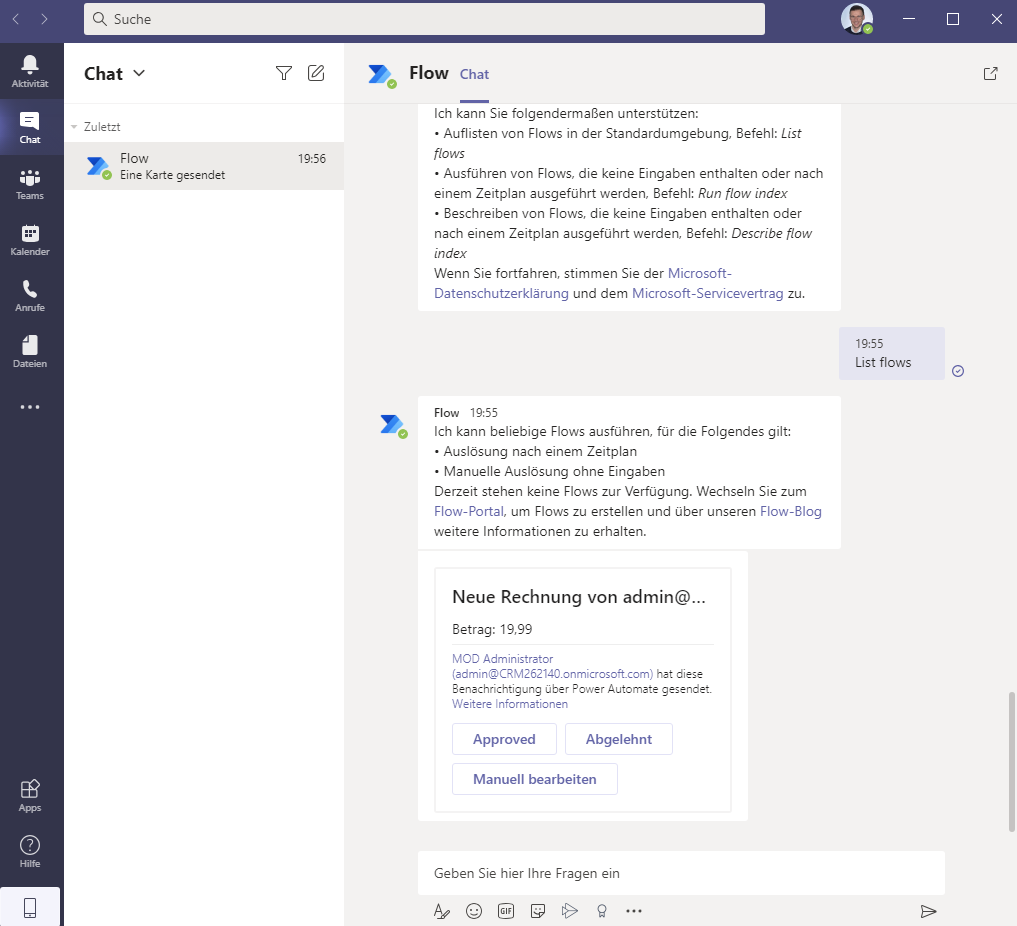 Suche
Aktivität
Chat
Teams
Kalender
Anrufe
Dateien
Apps
Hilfe
Chat
Zuletzt
Flow 19:56
Eine Karte gesendet
Flow Chat
Ich kann Sie folgendermaßen unterstützen:
• Auflisten von Flows in der Standardumgebung, Befehl: List
flows
• Ausführen von Flows, die keine Eingaben enthalten oder nach
einem Zeitplan ausgeführt werden, Befehl: Run flow index
• Beschreiben von Flows, die keine Eingaben enthalten oder
nach einem Zeitplan ausgeführt werden, Befehl: Describe flow
index
Wenn Sie fortfahren, stimmen Sie der Microsoft-
Datenschutzerklärung und dem Microsoft-Servicevertrag zu.
19:55
List flows
Flow 19:55
Ich kann beliebige Flows ausführen, für die Folgendes gilt:
• Auslösung nach einem Zeitplan
• Manuelle Auslösung ohne Eingaben
Derzeit stehen keine Flows zur Verfügung. Wechseln Sie zum
Flow-Portal, um Flows zu erstellen und über unseren Flow-Blog
weitere Informationen zu erhalten.
Neue Rechnung von admin@...
Betrag: 19,99
MOD Administrator
(admin@CRM262140.onmicrosoft.com) hat diese
Benachrichtigung über Power Automate gesendet.
Weitere Informationen
Approved Abgelehnt
Manuell bearbeiten
Geben Sie hier Ihre Fragen ein
GIF